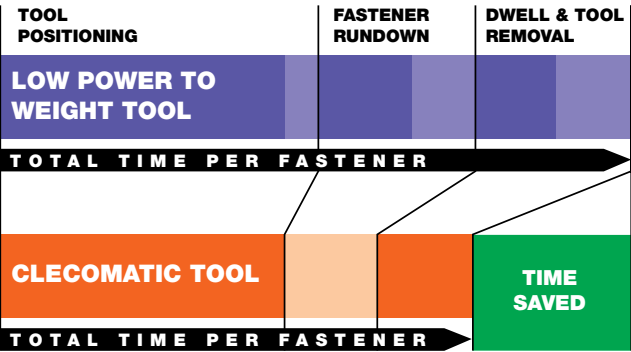 TOOL
POSITIONING
FASTENER
RUNDOWN
DWELL & TOOL
REMOVAL
LOW POWER TO
WEIGHT TOOL
TOTAL TIME PER FASTENER
CLECOMATIC TOOL
TIME
SAVED
TOTAL TIME PER FASTENER